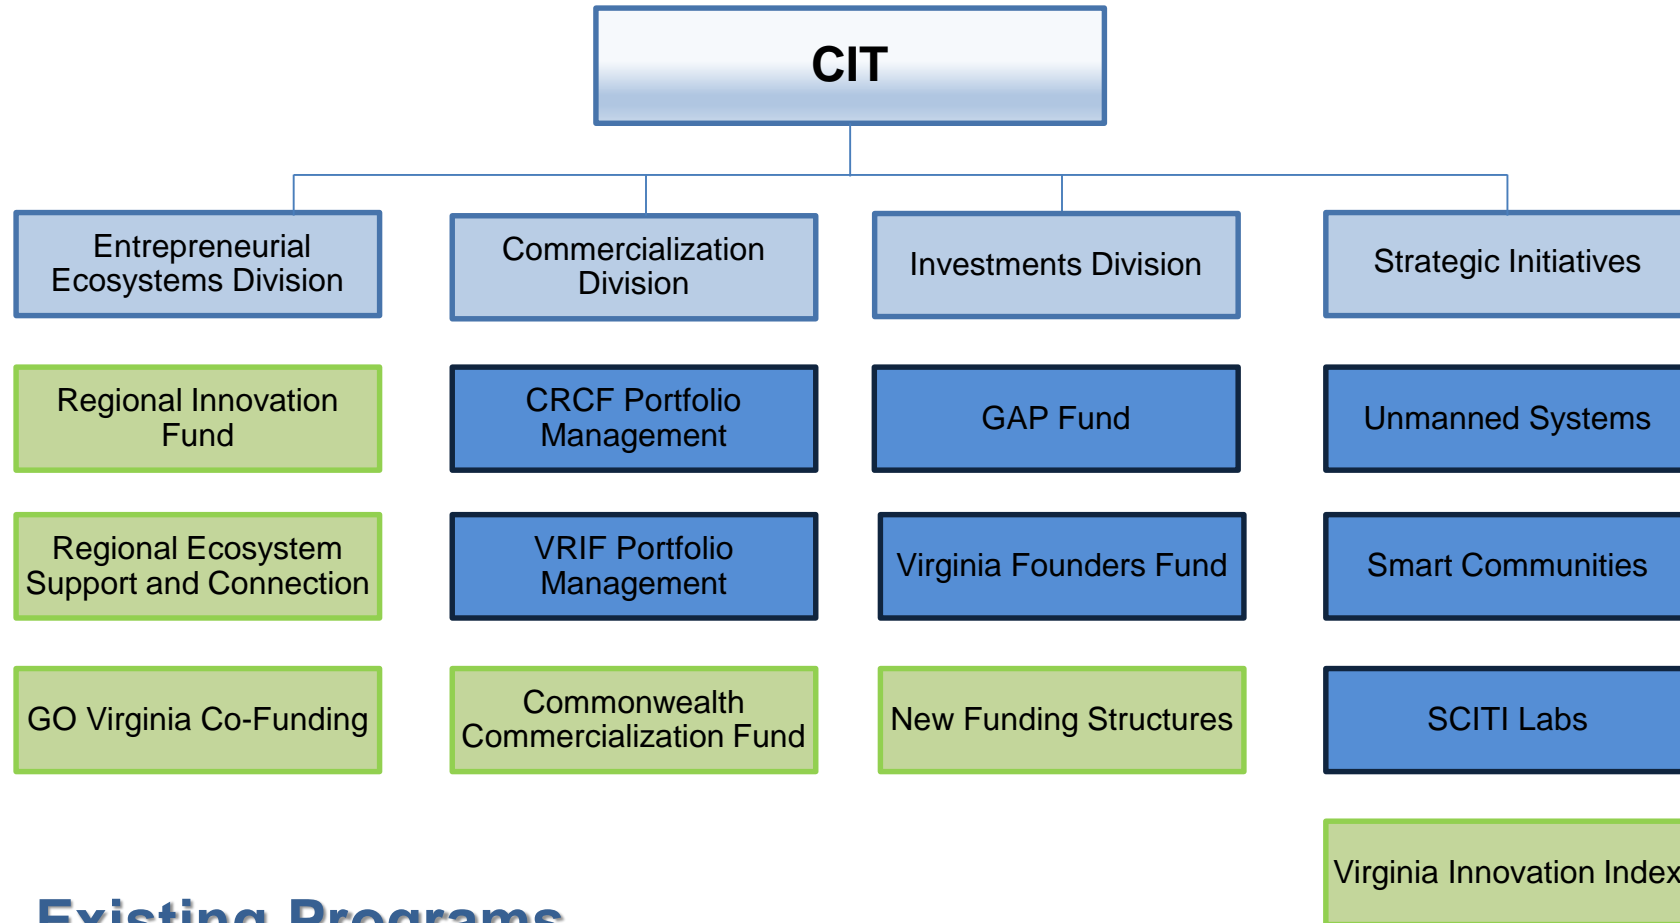 CIT
Entrepreneurial
Ecosystems Division
Commercialization
Division
Investments Division
Strategic Initiatives
Regional Innovation
Fund
CRCF Portfolio
Management
GAP Fund
Unmanned Systems
Regional Ecosystem
Support and Connection
VRIF Portfolio
Management
Virginia Founders Fund
Smart Communities
GO Virginia Co-Funding
Commonwealth
Commercialization Fund
New Funding Structures
SCITI Labs
Virginia Innovation Index
Existing Programs